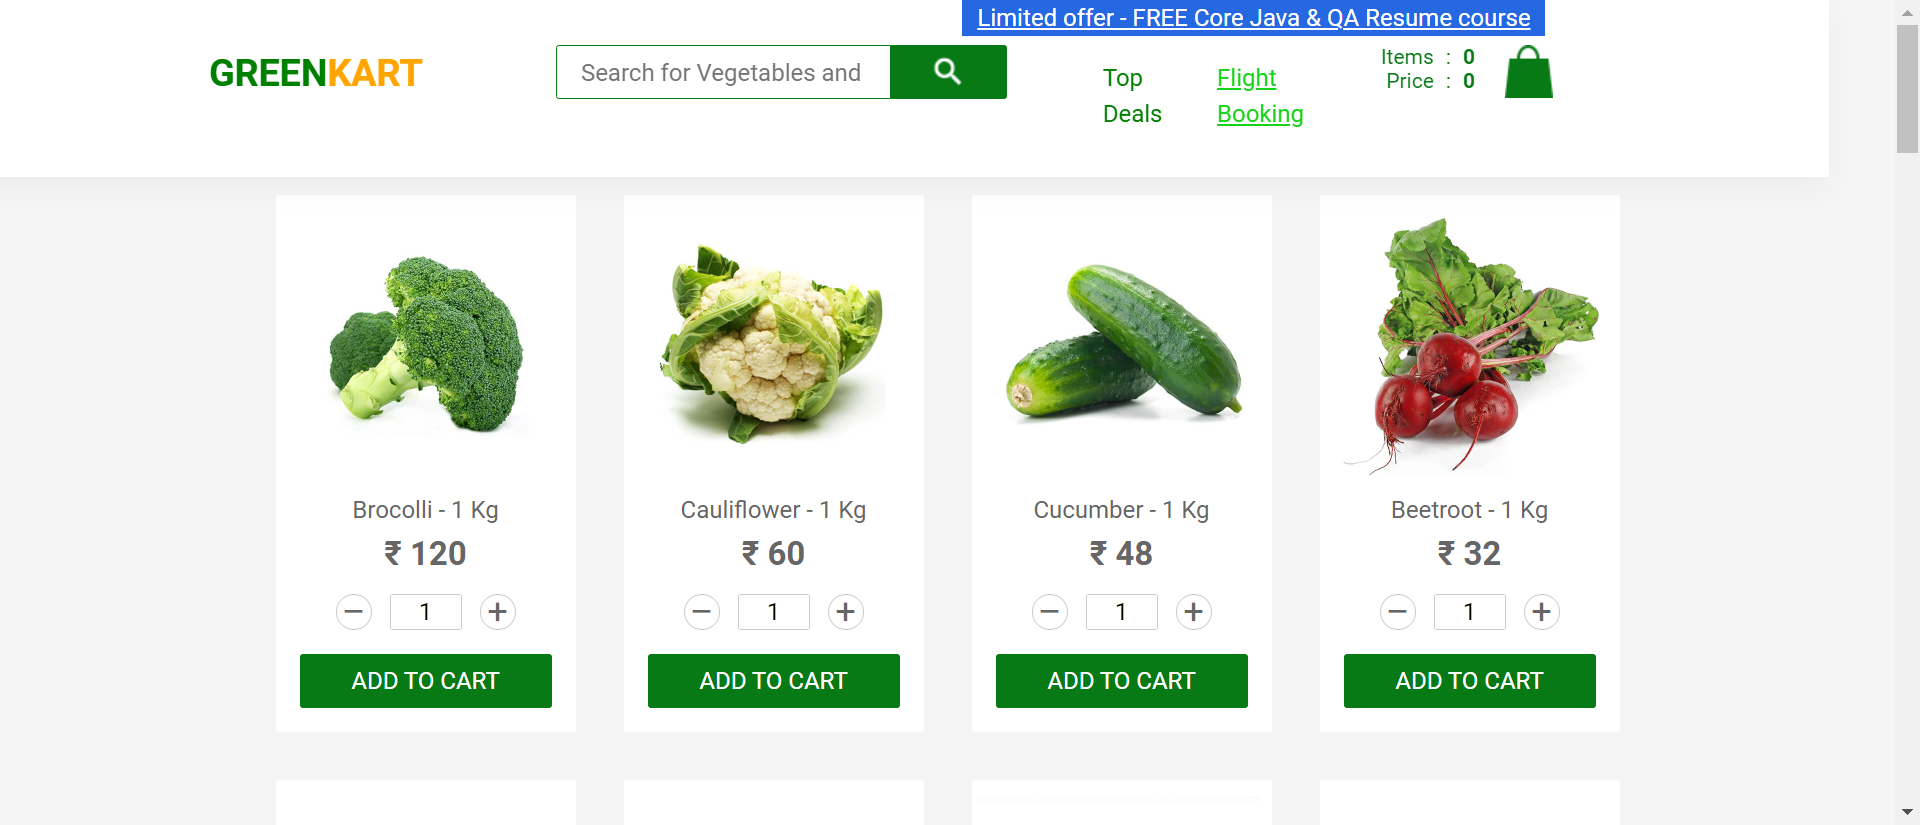 Limited offer - FREE Core Java & QA Resume course
GREENKART
Search for Vegetables and
Top Deals
Flight Booking
Items : 0
Price : 0
Brocolli - 1 Kg
₹ 120
− 1 +
ADD TO CART
Cauliflower - 1 Kg
₹ 60
− 1 +
ADD TO CART
Cucumber - 1 Kg
₹ 48
− 1 +
ADD TO CART
Beetroot - 1 Kg
₹ 32
− 1 +
ADD TO CART